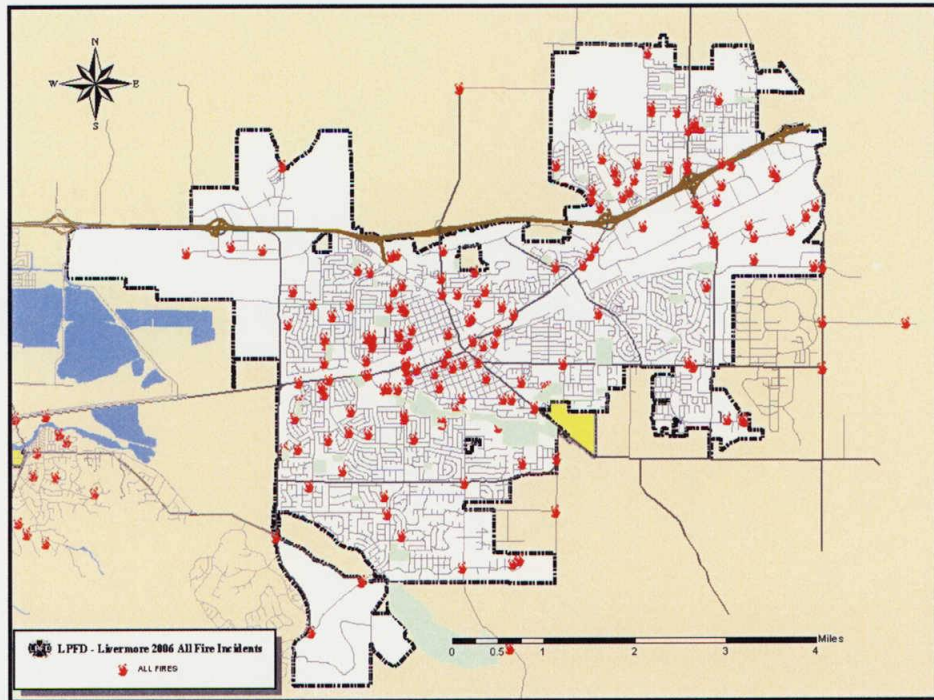 N
W E
S
LPFD - Livermore 2006 All Fire Incidents
ALL FIRES
Miles
0 0.5 1 2 3 4